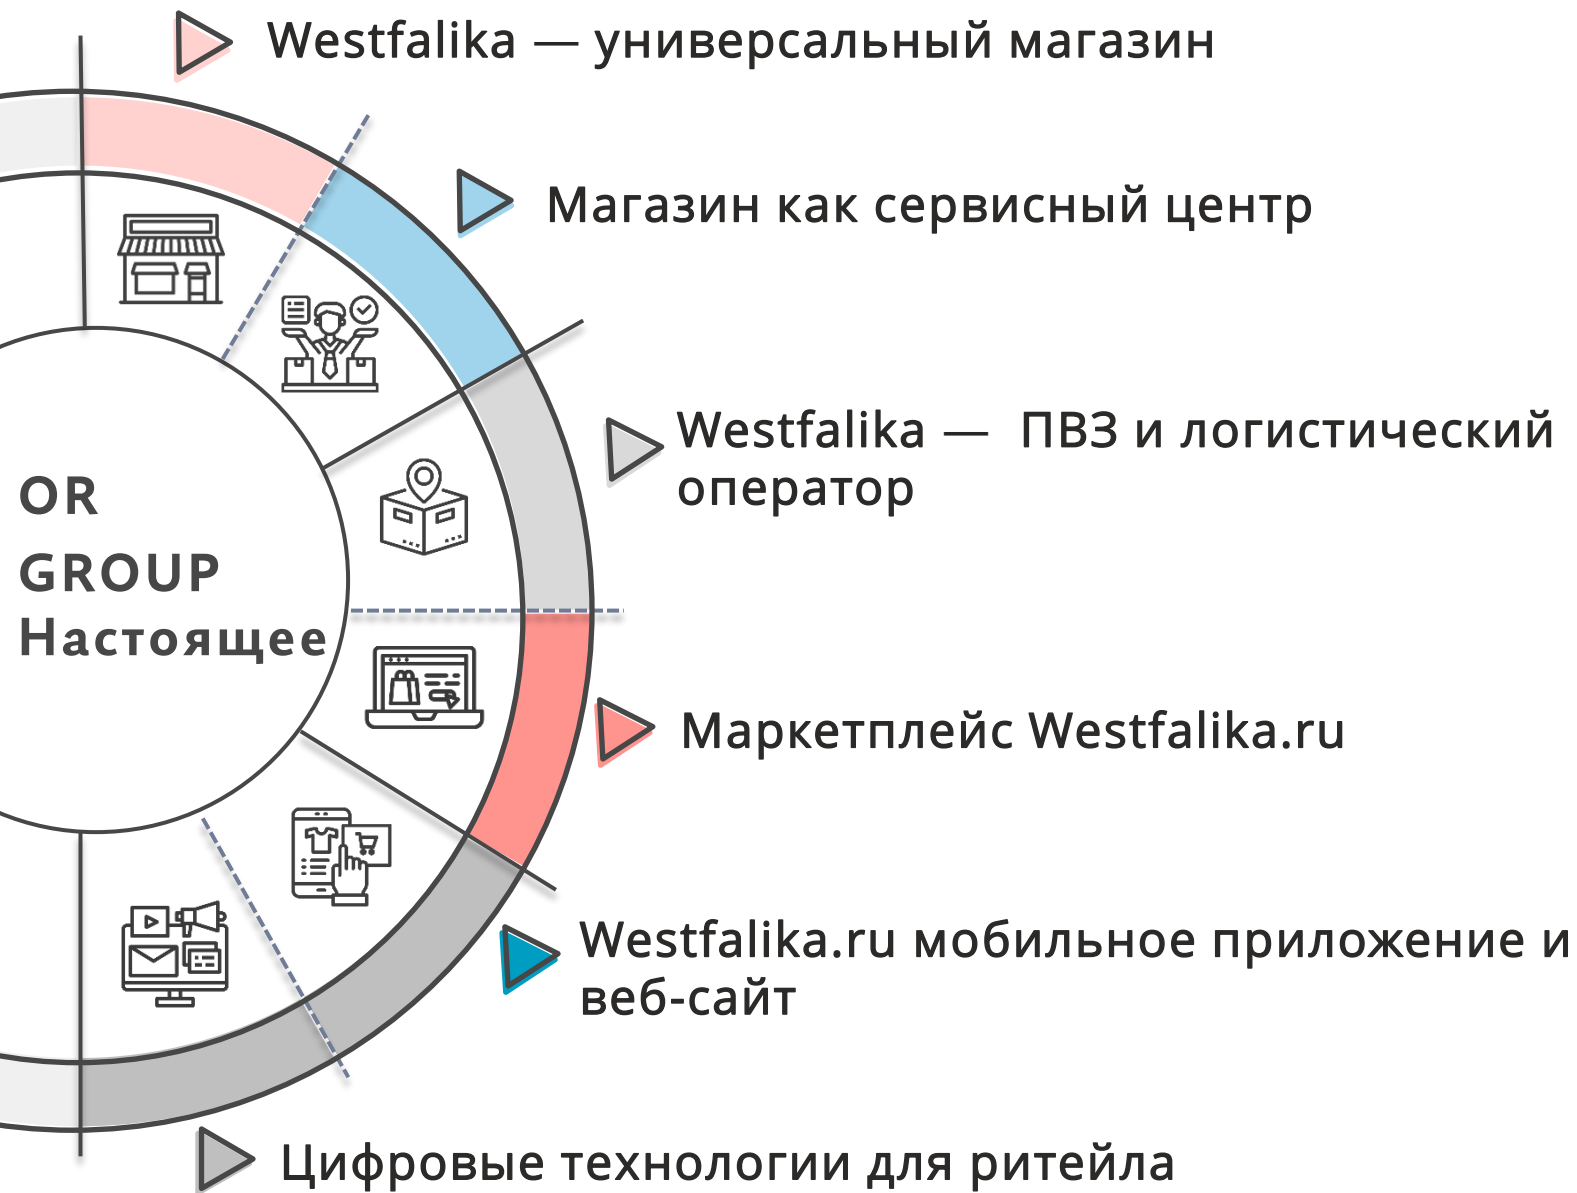 Westfalika — универсальный магазин
Магазин как сервисный центр
Westfalika — ПВЗ и логистический
оператор
OR
GROUP
Настоящее
Маркетплейс Westfalika.ru
Westfalika.ru мобильное приложение и
веб-сайт
Цифровые технологии для ритейла